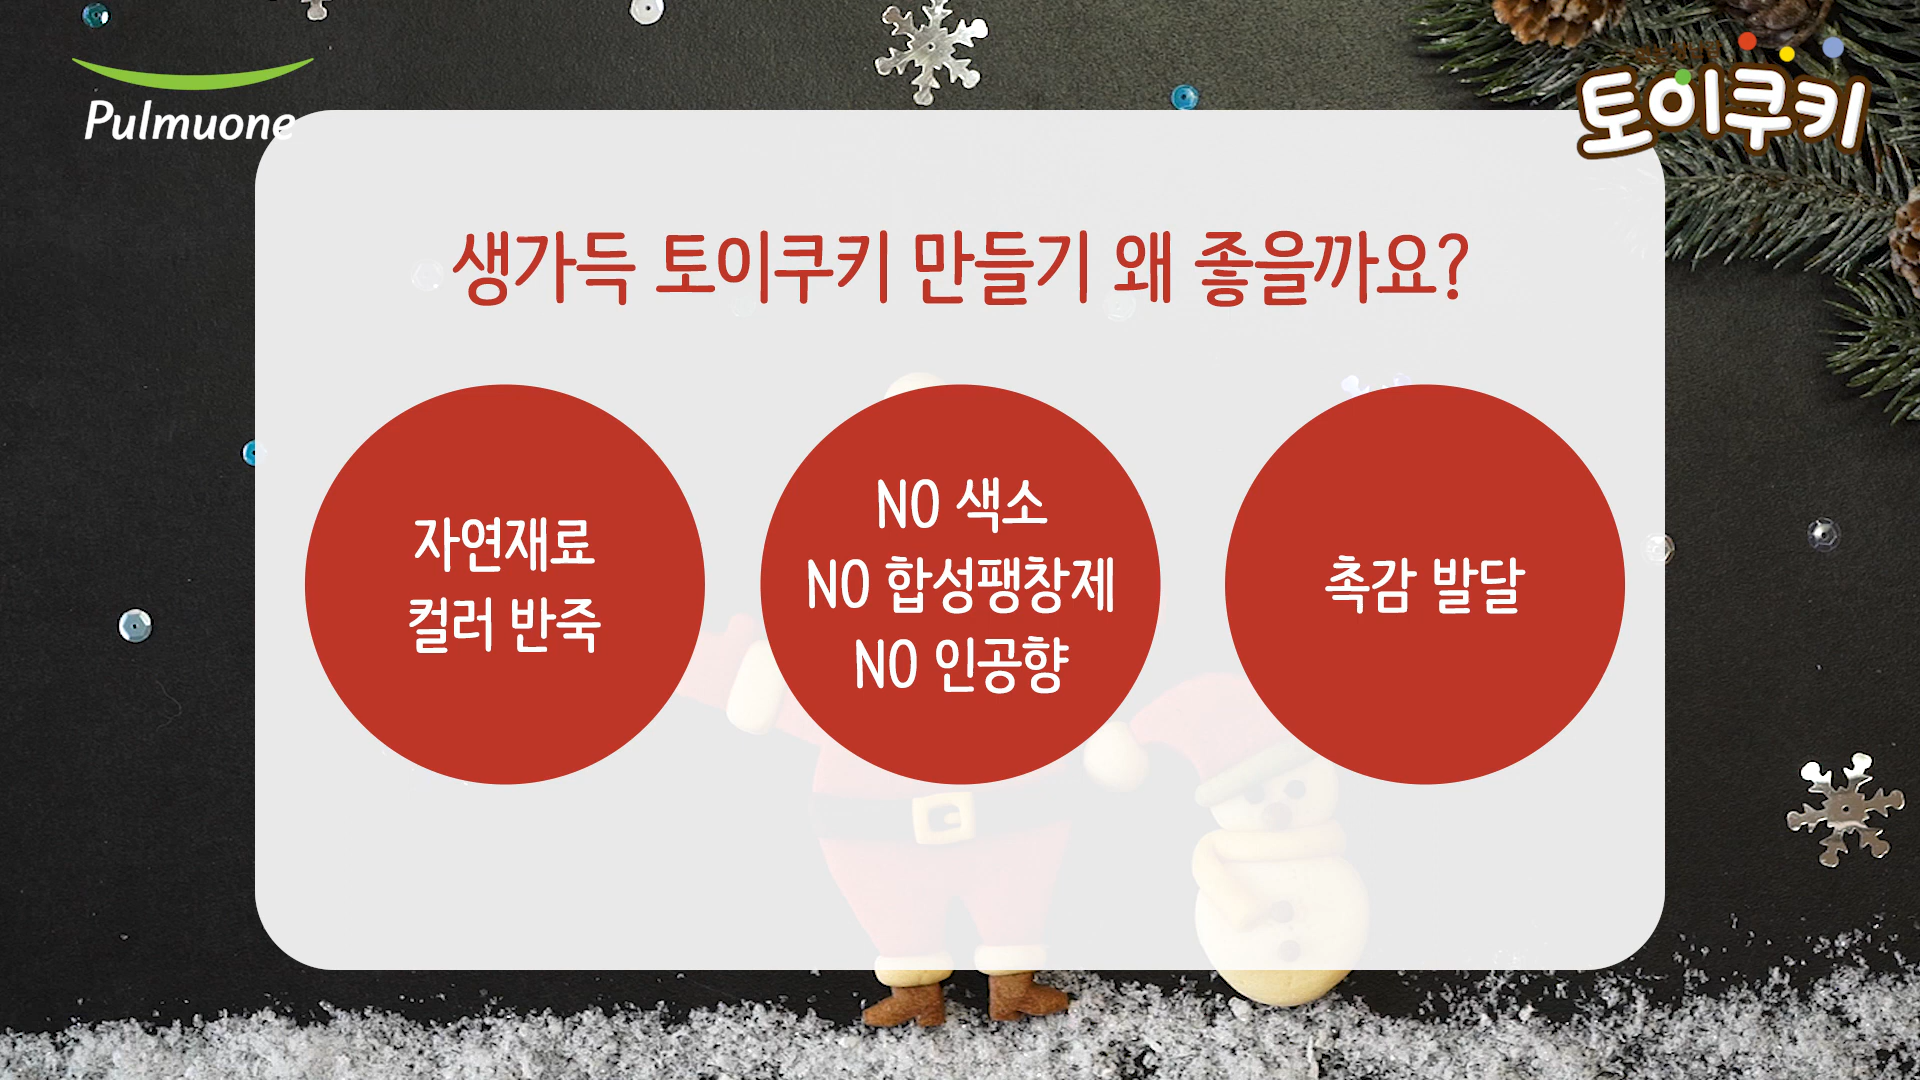 Pulmuone
토이쿠키
생가득 토이쿠키 만들기 왜 좋을까요?
자연재료
컬러 반죽
NO 색소
NO 합성팽창제
NO 인공향
촉감 발달